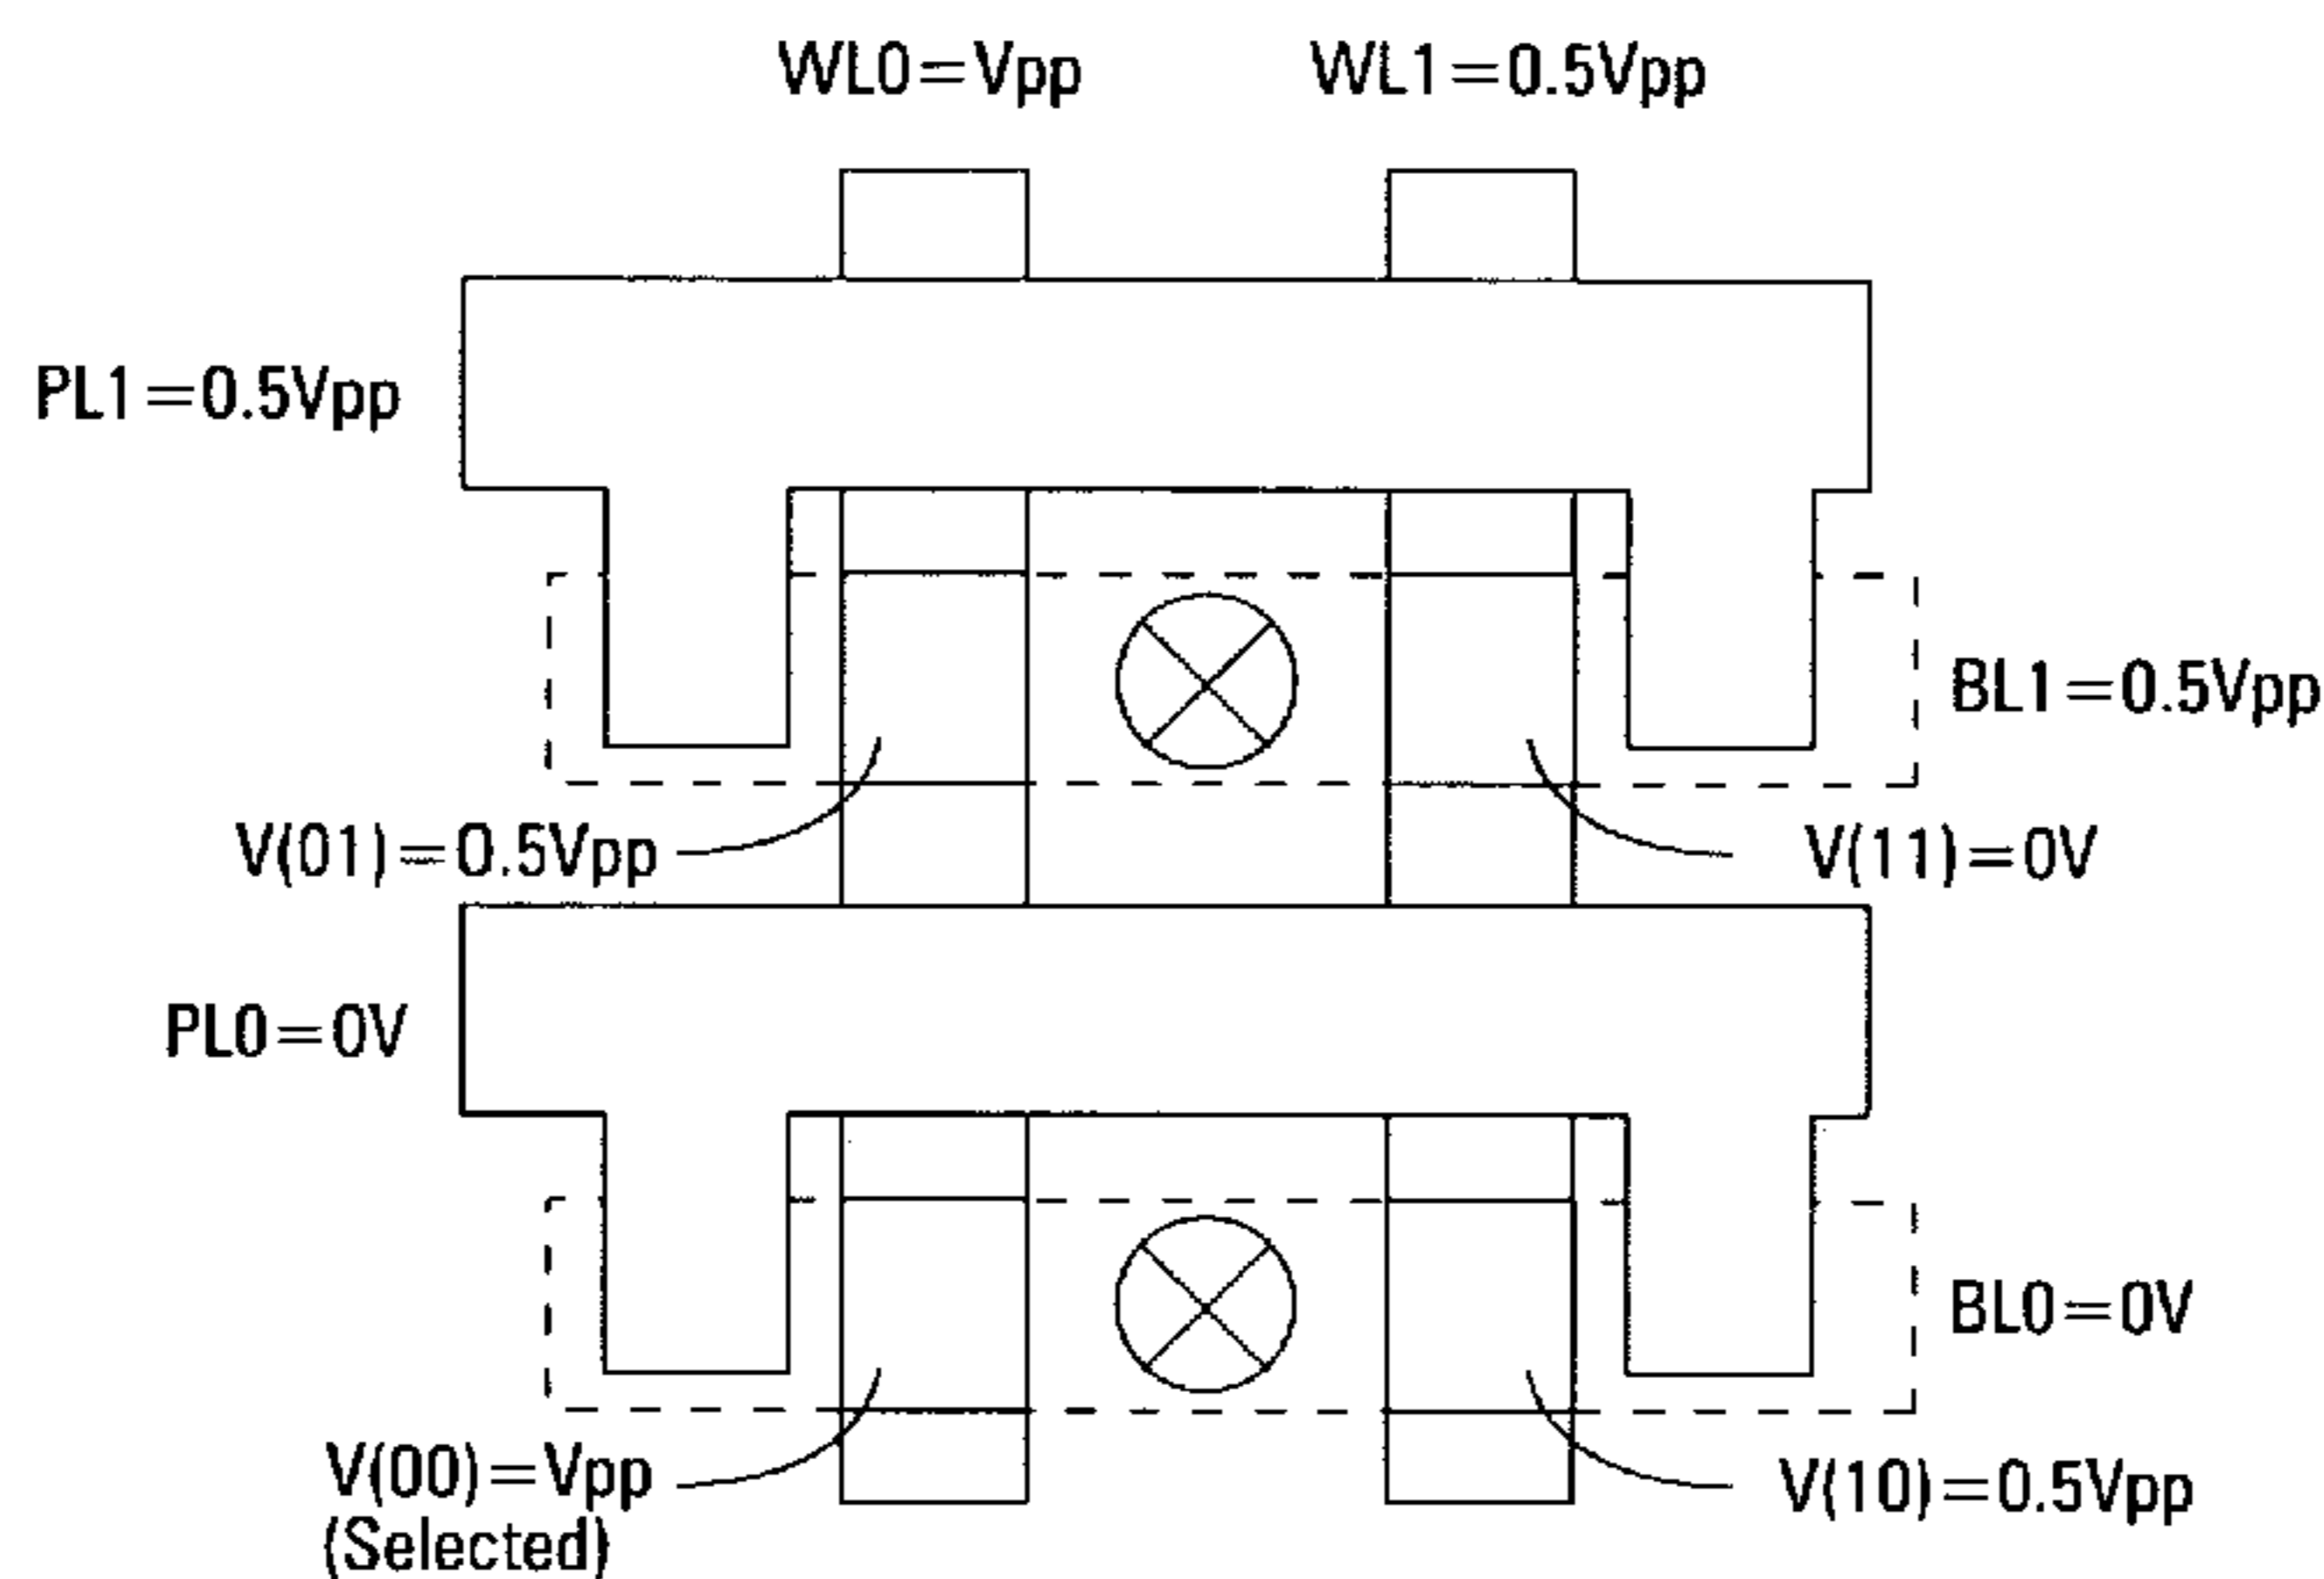 WL0=Vpp
WL1=0.5Vpp
PL1=0.5Vpp
BL1=0.5Vpp
V(01)=0.5Vpp
V(11)=0V
PL0=0V
BL0=0V
V(00)=Vpp
(Selected)
V(10)=0.5Vpp